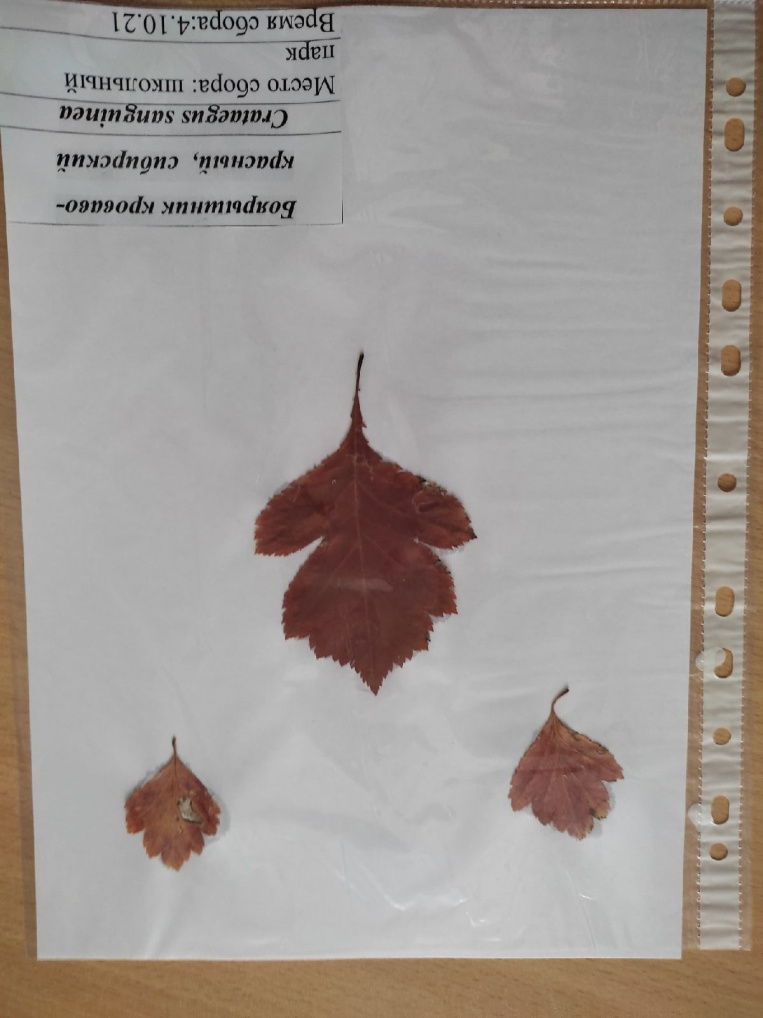 Боярышник кроваво-
красный, сибирский
Crataegus sanguinea
Место сбора: школьный
парк
Время сбора:4.10.21